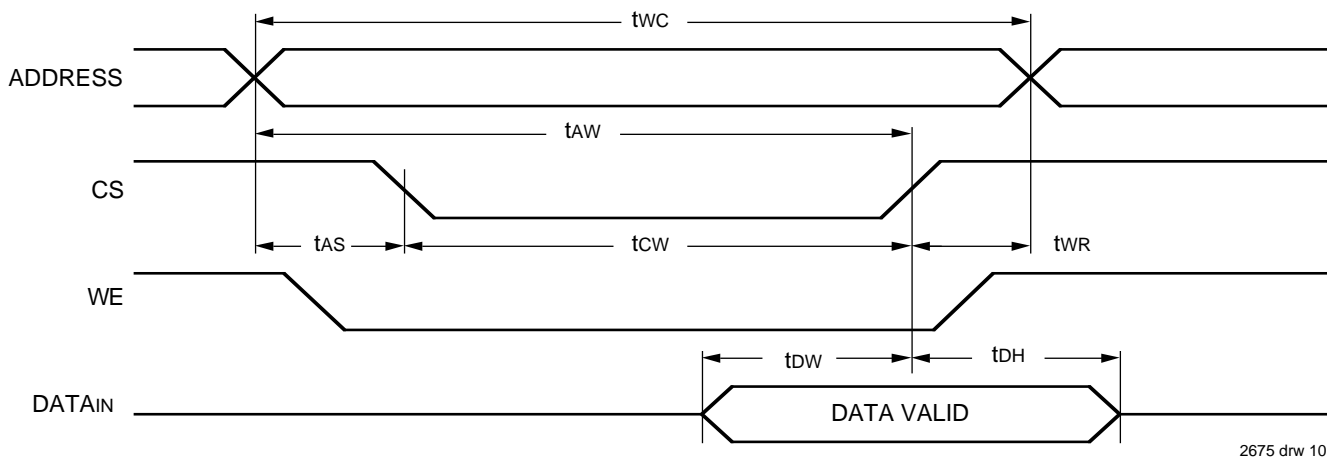 tWC
ADDRESS
tAW
CS
tAS
tCW
tWR
WE
tDW
tDH
DATAIN
DATA VALID
2675 drw 10